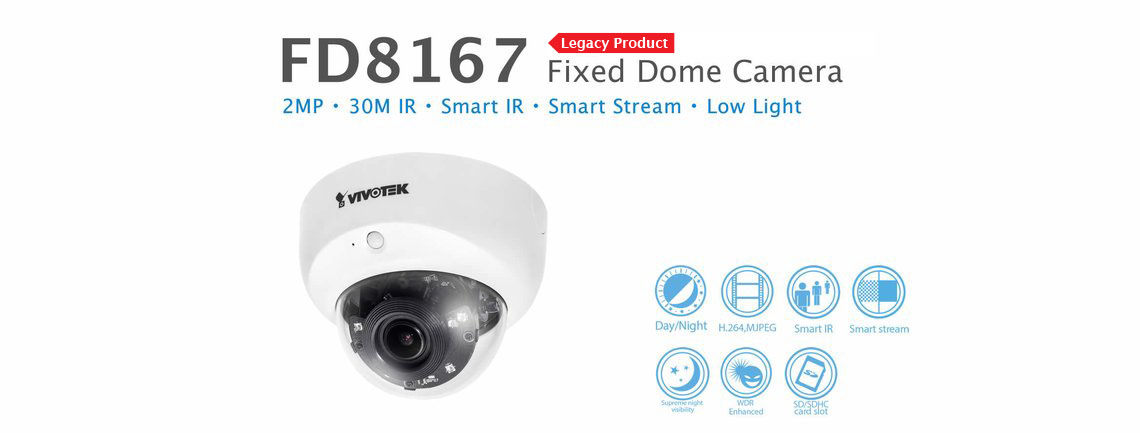 FD8167
Legacy Product
Fixed Dome Camera
2MP • 30M IR • Smart IR • Smart Stream • Low Light
VIVOTEK
Day/Night
H.264,MJPEG
Smart IR
Smart stream
Supreme night
visibility
WDR
Enhanced
SD/SDHC
card slot